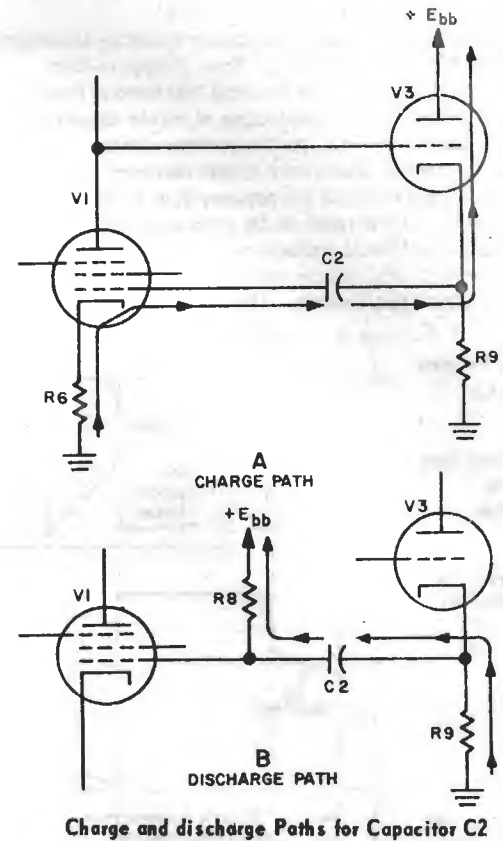 + Ebb
V3
V1
C2
R9
R6
A
CHARGE PATH
+Ebb
V3
R8
V1
C2
R9
B
DISCHARGE PATH
Charge and discharge Paths for Capacitor C2